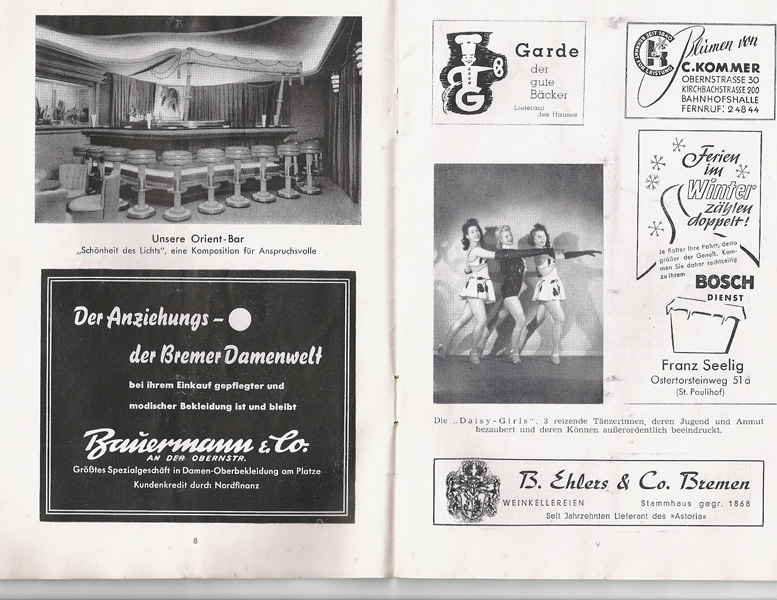 Unsere Orient-Bar
„Schönheit des Lichts“, eine Komposition für Anspruchsvolle
Der Anziehungs –
der Bremer Damenwelt
bei ihrem Einkauf gepflegter und
modischer Bekleidung ist und bleibt
Bauermann & Co.
AN DER OBERNSTR.
Größtes Spezialgeschäft in Damen-Oberbekleidung am Platze
Kundenkredit durch Nordfinanz
8
Garde
der
gute
Bäcker
Lieferant
des Hauses
G
Blumen von
C. KOMMER
OBERNSTRASSE 30
KIRCHBACHSTRASSE 200
BAHNHOFSHALLE
FERNRUF: 2 48 44
Ferien
im
Winter
zählen
doppelt!
Je flotter Ihre Fahrt, desto
größer der Genuß. Kom-
men Sie daher rechtzeitig
zu ihrem
BOSCH
DIENST
Franz Seelig
Ostertorsteinweg 51 a
(St. Paulihof)
Die „Daisy-Girls“, 3 reizende Tänzerinnen, deren Jugend und Anmut
bezaubert und deren Können außerordentlich beeindruckt.
B. Ehlers & Co. Bremen
WEINKELLEREIEN Stammhaus gegr. 1868
Seit Jahrzehnten Lieferant des »Astoria«
9